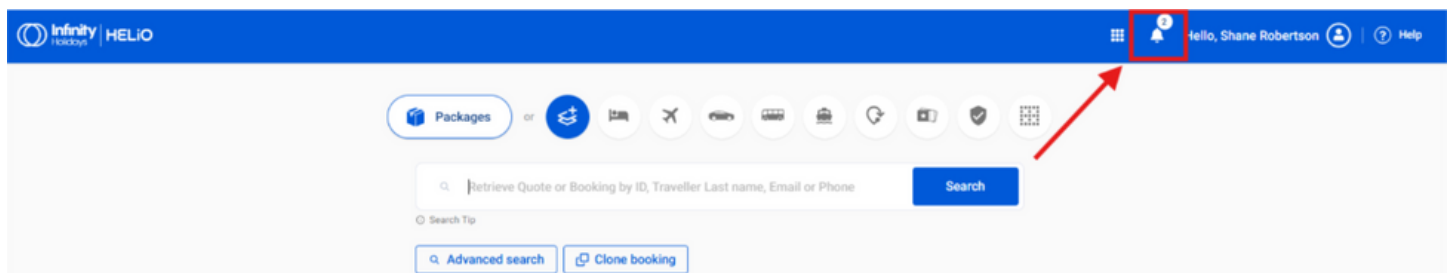 Infinity Holidays HELiO
2
Hello, Shane Robertson
Help
Packages or
Retrieve Quote or Booking by ID, Traveller Last name, Email or Phone
Search
Search Tip
Advanced search
Clone booking